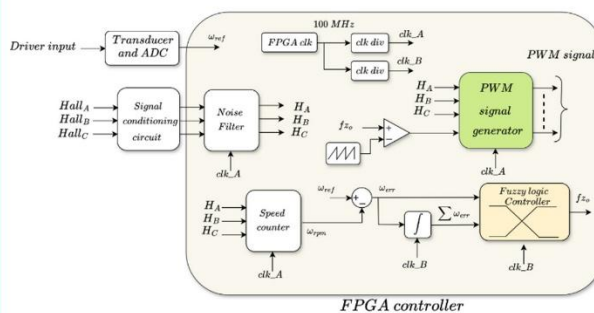 100 MHz
FPGA clk
clk div
clk_A
clk div
clk_B
Driver input
Transducer
and ADC
ω_ref
PWM signal
Hall_A
Hall_B
Hall_C
Signal
conditioning
circuit
Noise
Filter
clk_A
H_A
H_B
H_C
fz_o
+
−
H_A
H_B
H_C
PWM
signal
generator
clk_A
H_A
H_B
H_C
Speed
counter
clk_A
ω_rpm
ω_ref
+
−
ω_err
∫
clk_B
∑ ω_err
Fuzzy logic
Controller
clk_B
fz_o
FPGA controller